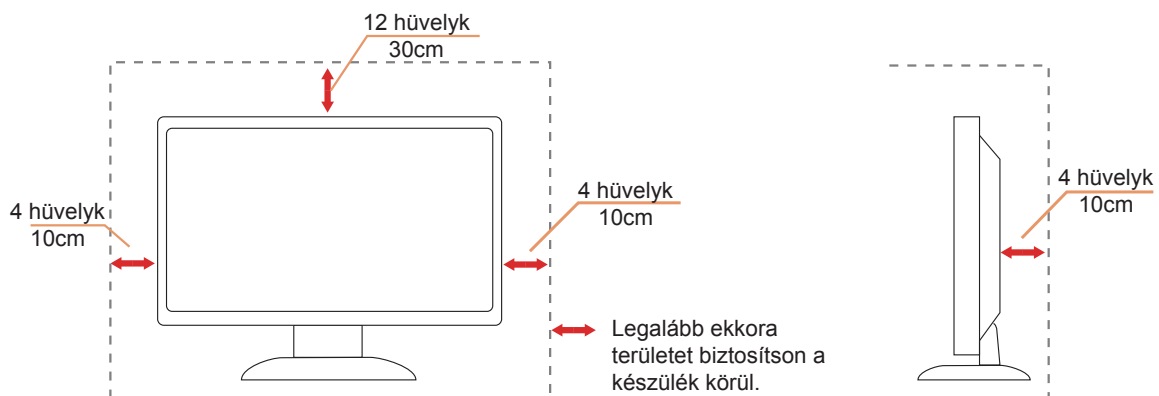 12 hüvelyk
30cm
4 hüvelyk
10cm
4 hüvelyk
10cm
4 hüvelyk
10cm
Legalább ekkora
területet biztosítson a
készülék körül.